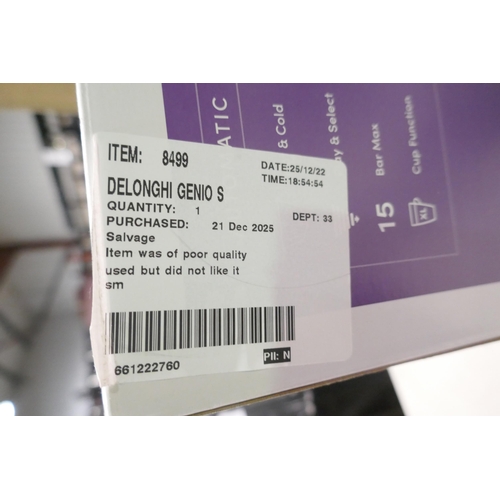 ITEM: 8499
DATE:25/12/22
TIME:18:54:54
DELONGHI GENIO S
QUANTITY: 1
DEPT: 33
PURCHASED: 21 Dec 2025
Salvage
Item was of poor quality
used but did not like it
sm
661222760
PII: N
& Cold
& Select
15
Bar Max
XL
Cup Function